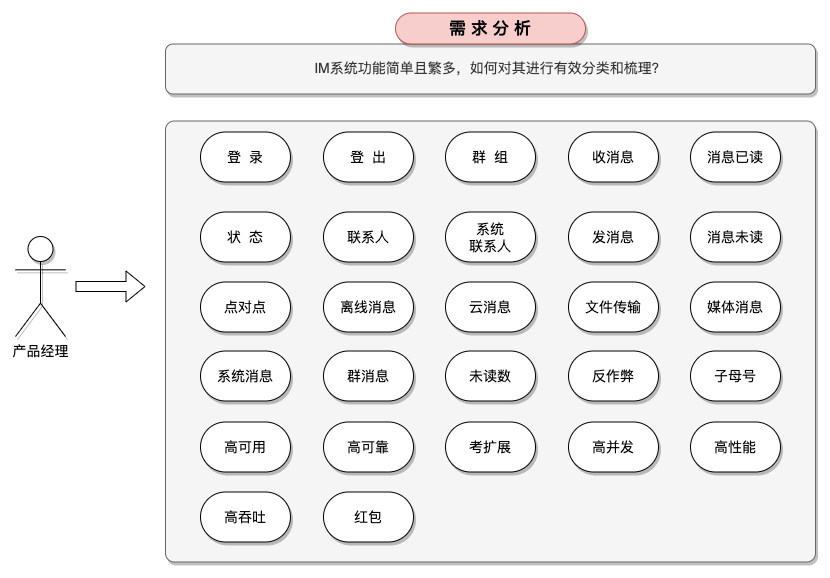 需求分析
IM系统功能简单且繁多，如何对其进行有效分类和梳理？
登 录
登 出
群 组
收消息
消息已读
状 态
联系人
系统
联系人
发消息
消息未读
点对点
离线消息
云消息
文件传输
媒体消息
产品经理
系统消息
群消息
未读数
反作弊
子母号
高可用
高可靠
考扩展
高并发
高性能
高吞吐
红包